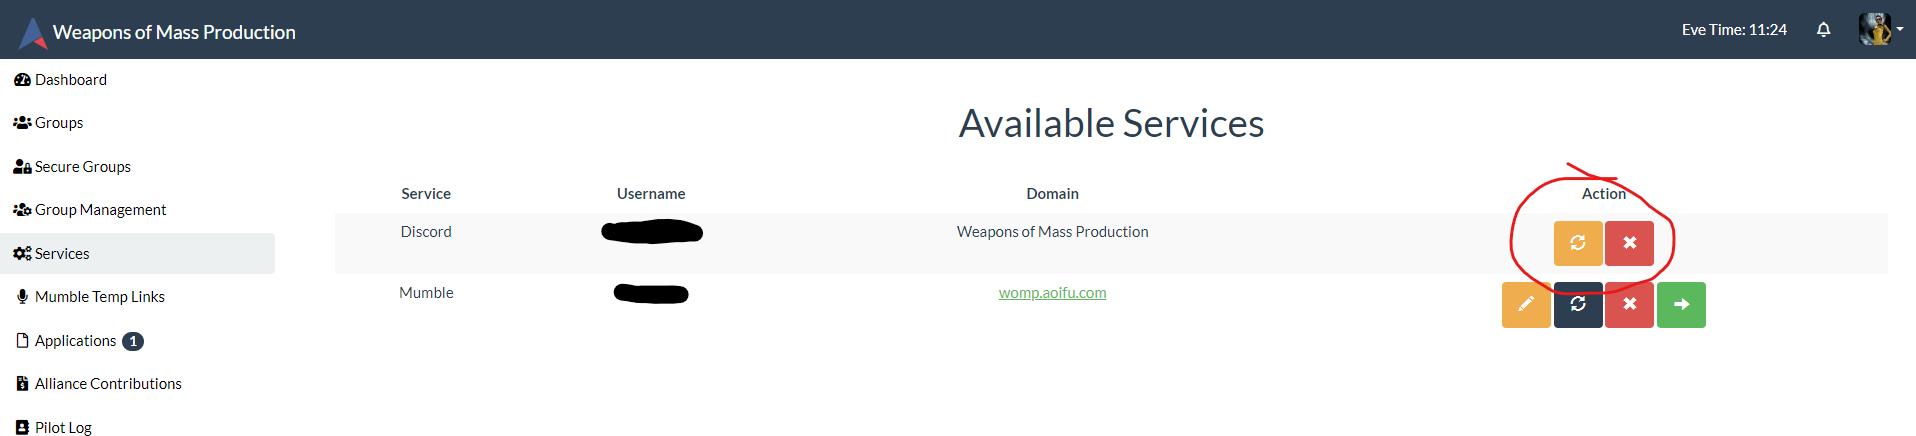 Weapons of Mass Production
Eve Time: 11:24
Dashboard
Groups
Secure Groups
Group Management
Services
Mumble Temp Links
Applications 1
Alliance Contributions
Pilot Log
Available Services
Service Username Domain Action
Discord Weapons of Mass Production
Mumble womp.aoifu.com